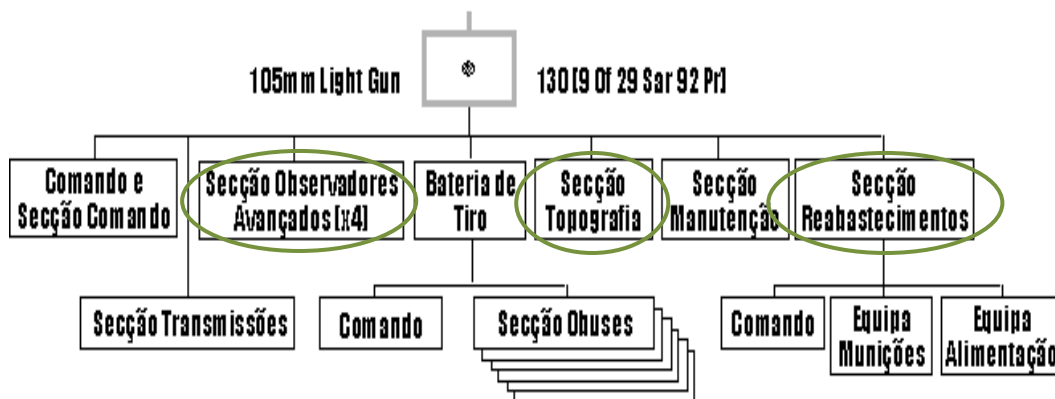 105mm Light Gun
130 [9 Of 29 Sar 92 Pr]
Comando e
Secção Comando
Secção Observadores
Avançados [x4]
Bateria de
Tiro
Secção
Topografia
Secção
Manutenção
Secção
Reabastecimentos
Secção Transmissões
Comando
Secção Obuses
Comando
Equipa
Munições
Equipa
Alimentação